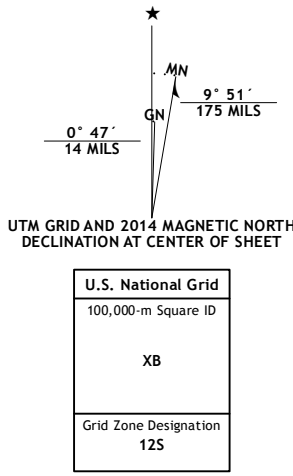 MN
GN
9° 51´
175 MILS
0° 47´
14 MILS
UTM GRID AND 2014 MAGNETIC NORTH
DECLINATION AT CENTER OF SHEET
U.S. National Grid
100,000-m Square ID
XB
Grid Zone Designation
12S